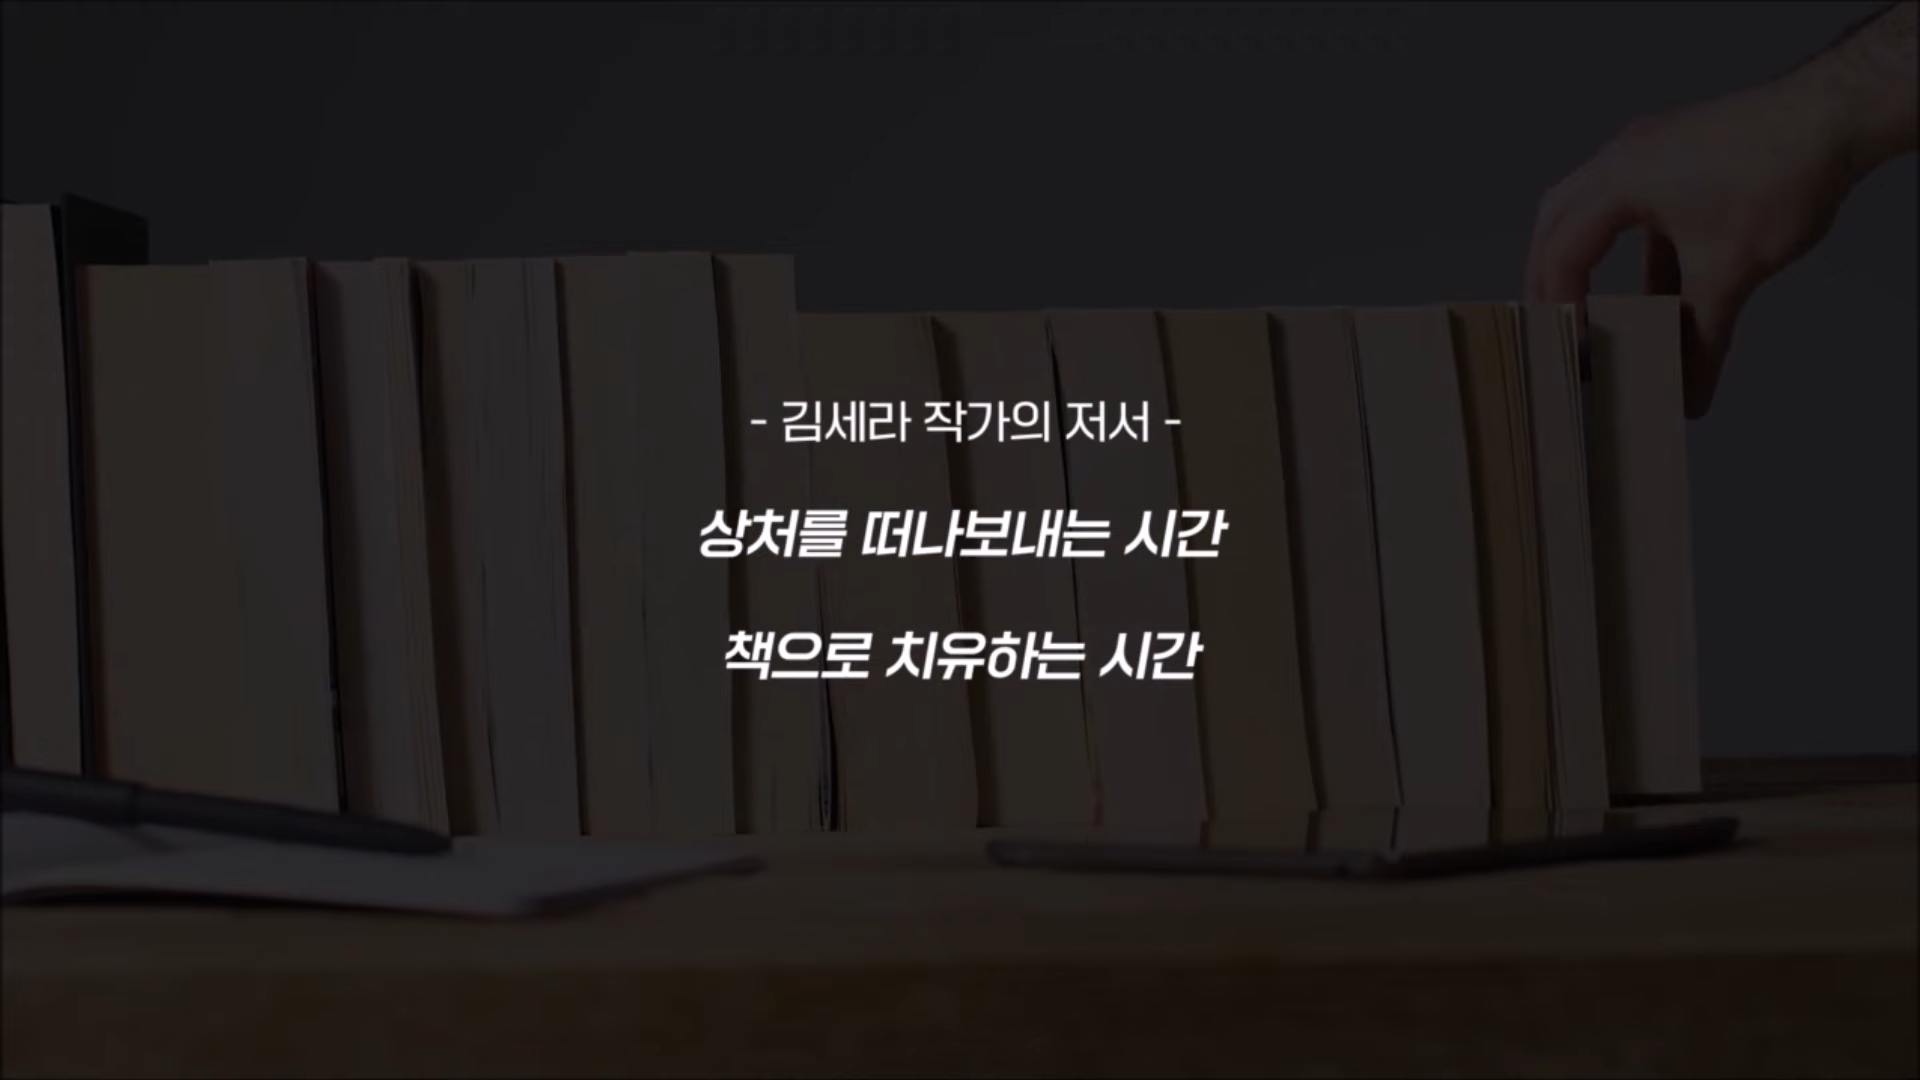 - 김세라 작가의 저서 -
상처를 떠나보내는 시간
책으로 치유하는 시간